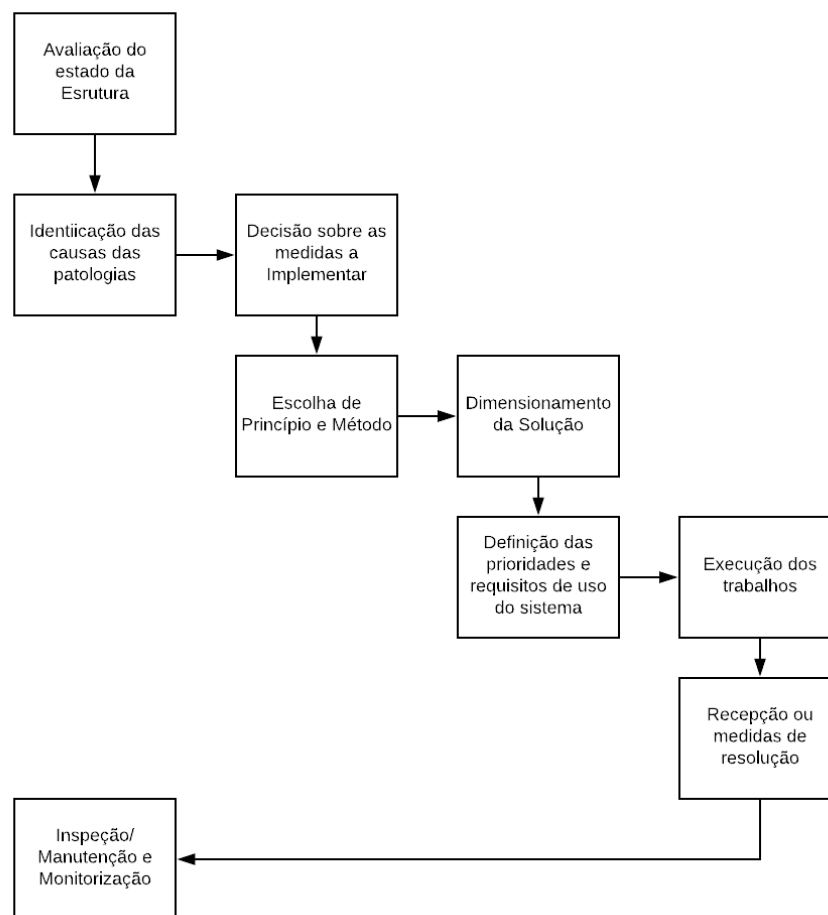 Avaliação do
estado da
Esrutura
Identiicação das
causas das
patologias
Decisão sobre as
medidas a
Implementar
Escolha de
Princípio e Método
Dimensionamento
da Solução
Definição das
prioridades e
requisitos de uso
do sistema
Execução dos
trabalhos
Recepção ou
medidas de
resolução
Inspeção/
Manutenção e
Monitorização